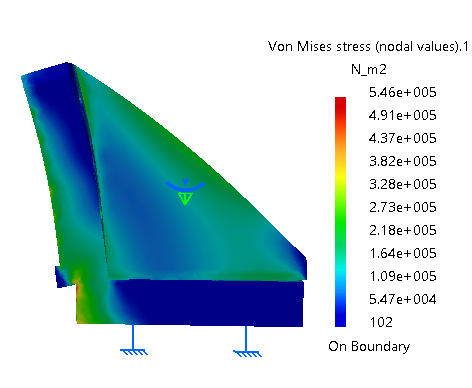 Von Mises stress (nodal values).1
N_m2
5.46e+005
4.91e+005
4.37e+005
3.82e+005
3.28e+005
2.73e+005
2.18e+005
1.64e+005
1.09e+005
5.47e+004
102
On Boundary